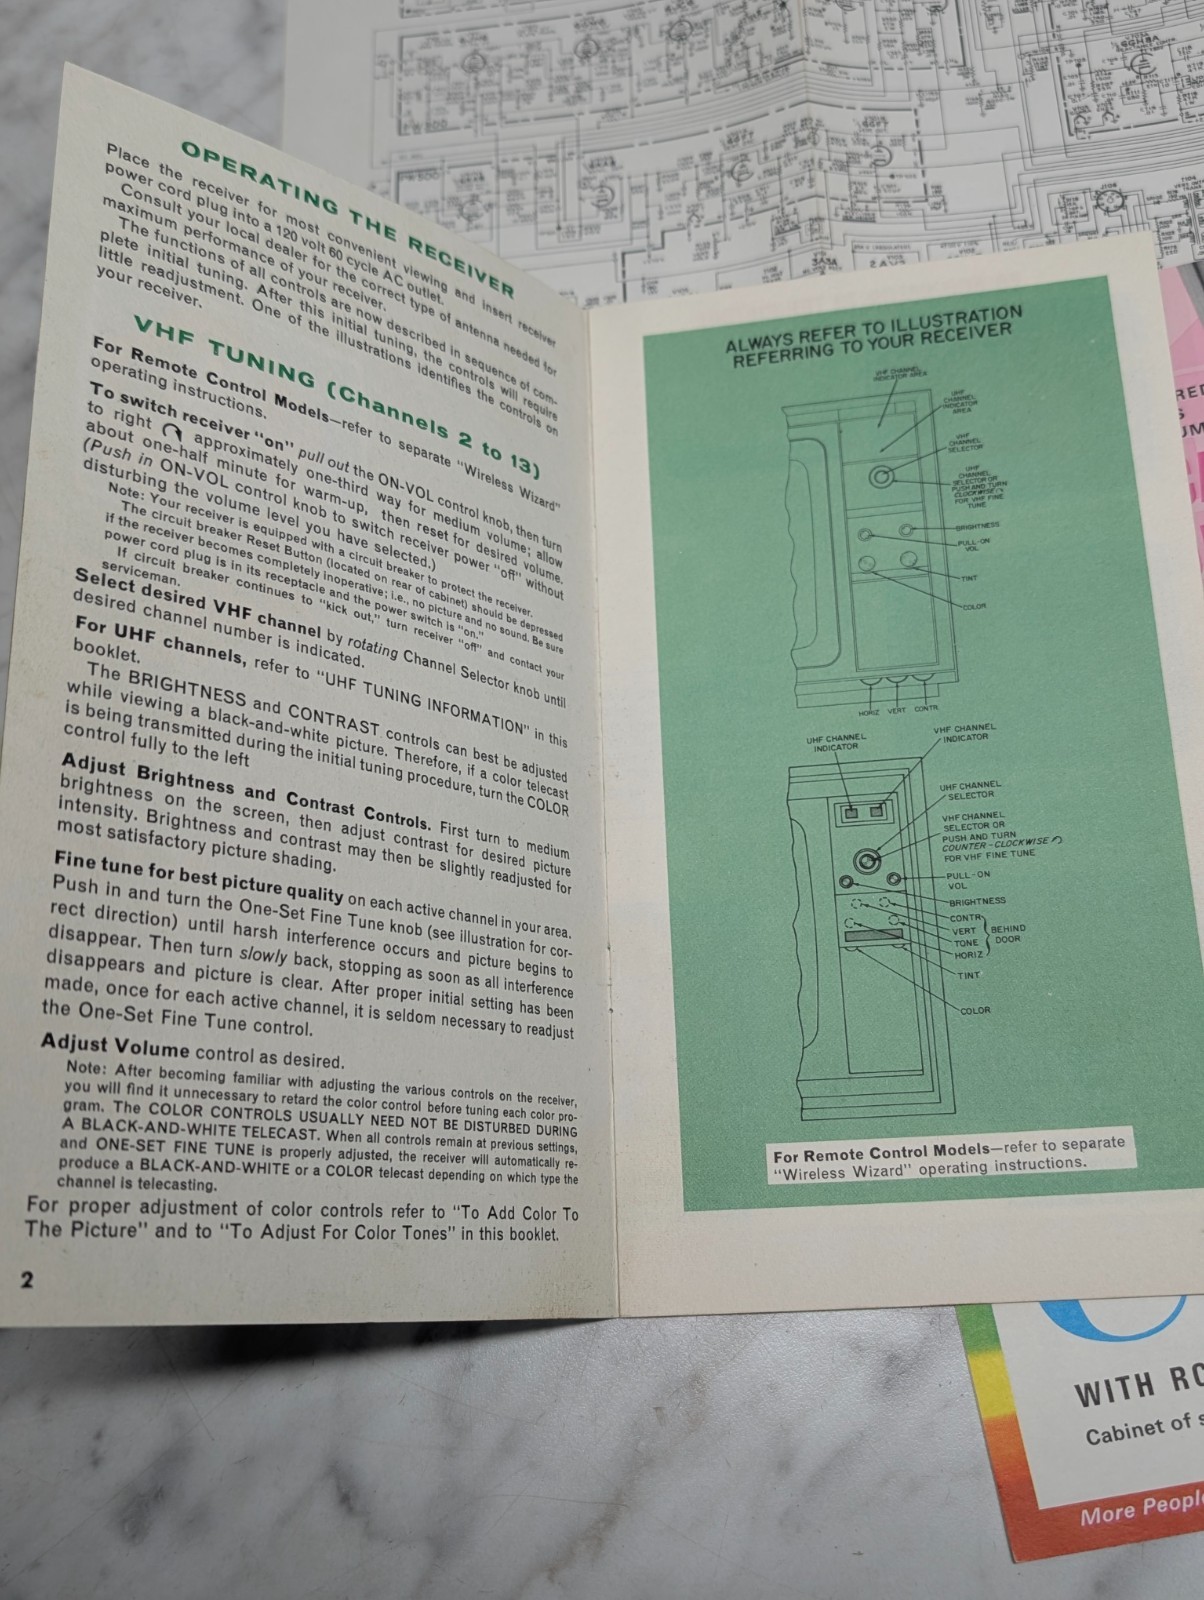 OPERATING THE RECEIVER
Place the receiver for most convenient viewing and insert receiver
power cord plug into a 120 volt 60 cycle AC outlet.
Consult your local dealer for the correct type of antenna needed for
maximum performance of your receiver.
The functions of all controls are now described in sequence of com-
plete initial tuning. After this initial tuning, the controls will require
little readjustment. One of the illustrations identifies the controls on
your receiver.
VHF TUNING (Channels 2 to 13)
For Remote Control Models—refer to separate "Wireless Wizard"
operating instructions.
To switch receiver "on" pull out the ON-VOL control knob, then turn
to right approximately one-third way for medium volume; allow
about one-half minute for warm-up, then reset for desired volume.
(Push in ON-VOL control knob to switch receiver power "off" without
disturbing the volume level you have selected.)
Note: Your receiver is equipped with a circuit breaker to protect the receiver.
The circuit breaker Reset Button (located on rear of cabinet) should be depressed
if the receiver becomes completely inoperative; i.e., no picture and no sound. Be sure
power cord plug is in its receptacle and the power switch is "on."
If circuit breaker continues to "kick out," turn receiver "off" and contact your
serviceman.
Select desired VHF channel by rotating Channel Selector knob until
desired channel number is indicated.
For UHF channels, refer to "UHF TUNING INFORMATION" in this
booklet.
The BRIGHTNESS and CONTRAST controls can best be adjusted
while viewing a black-and-white picture. Therefore, if a color telecast
is being transmitted during the initial tuning procedure, turn the COLOR
control fully to the left
Adjust Brightness and Contrast Controls. First turn to medium
brightness on the screen, then adjust contrast for desired picture
intensity. Brightness and contrast may then be slightly readjusted for
most satisfactory picture shading.
Fine tune for best picture quality on each active channel in your area.
Push in and turn the One-Set Fine Tune knob (see illustration for cor-
rect direction) until harsh interference occurs and picture begins to
disappear. Then turn slowly back, stopping as soon as all interference
disappears and picture is clear. After proper initial setting has been
made, once for each active channel, it is seldom necessary to readjust
the One-Set Fine Tune control.
Adjust Volume control as desired.
Note: After becoming familiar with adjusting the various controls on the receiver,
you will find it unnecessary to retard the color control before tuning each color pro-
gram. The COLOR CONTROLS USUALLY NEED NOT BE DISTURBED DURING
A BLACK-AND-WHITE TELECAST. When all controls remain at previous settings,
and ONE-SET FINE TUNE is properly adjusted, the receiver will automatically re-
produce a BLACK-AND-WHITE or a COLOR telecast depending on which type the
channel is telecasting.
For proper adjustment of color controls refer to "To Add Color To
The Picture" and to "To Adjust For Color Tones" in this booklet.
2
ALWAYS REFER TO ILLUSTRATION
REFERRING TO YOUR RECEIVER
VHF CHANNEL
INDICATOR AREA
UHF
CHANNEL
INDICATOR
AREA
VHF
CHANNEL
SELECTOR
UHF
CHANNEL
SELECTOR OR
PUSH AND TURN
CLOCKWISE
FOR VHF FINE
TUNE
BRIGHTNESS
PULL-ON
VOL
TINT
COLOR
HORIZ VERT CONTR.
UHF CHANNEL
INDICATOR
VHF CHANNEL
INDICATOR
UHF CHANNEL
SELECTOR
VHF CHANNEL
SELECTOR OR
PUSH AND TURN
COUNTER-CLOCKWISE
FOR VHF FINE TUNE
PULL-ON
VOL
BRIGHTNESS
CONTR
VERT
TONE
HORIZ
BEHIND
DOOR
TINT
COLOR
For Remote Control Models—refer to separate
"Wireless Wizard" operating instructions.
WITH
Cabinet of
More People